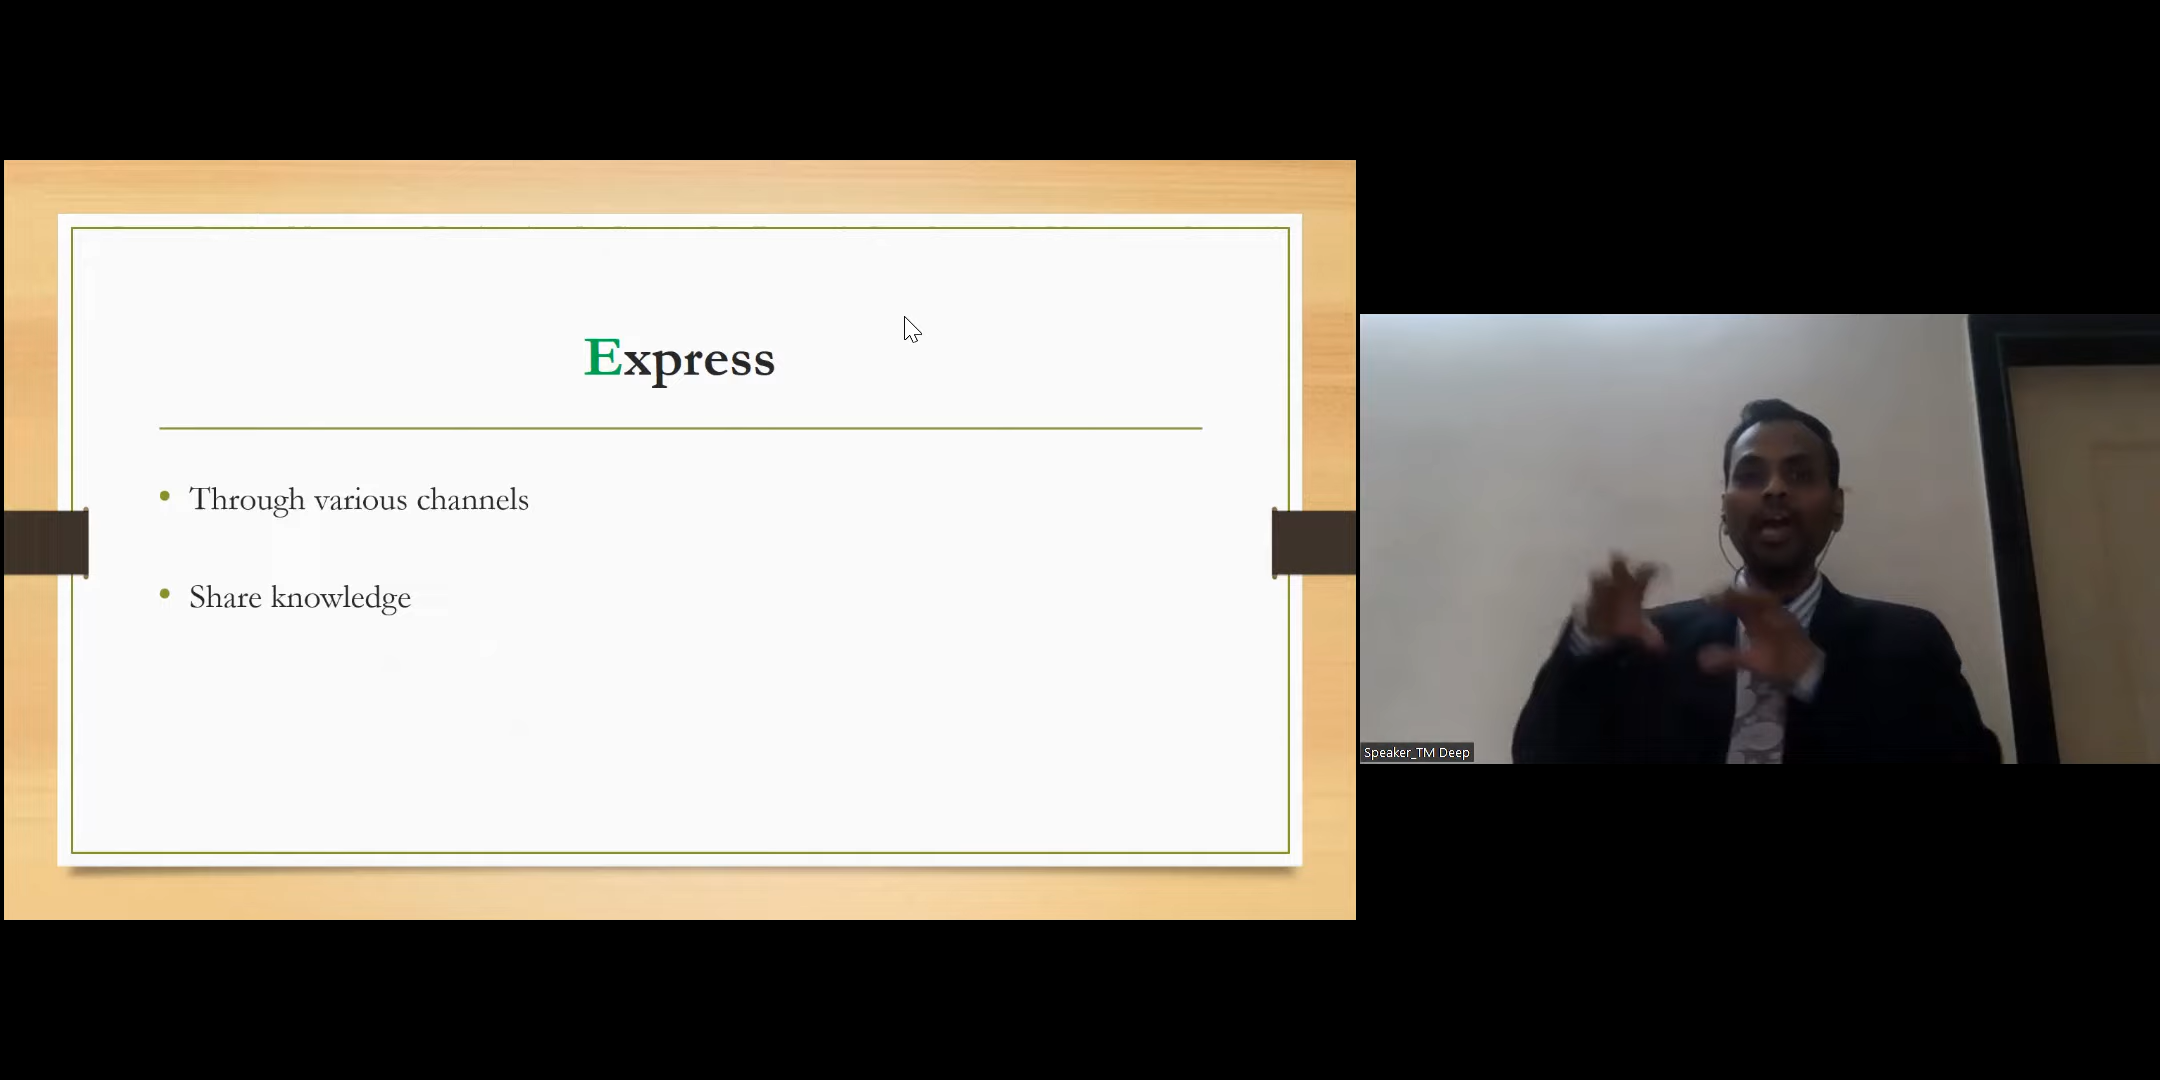 Express
Through various channels
Share knowledge
Speaker_TM Deep